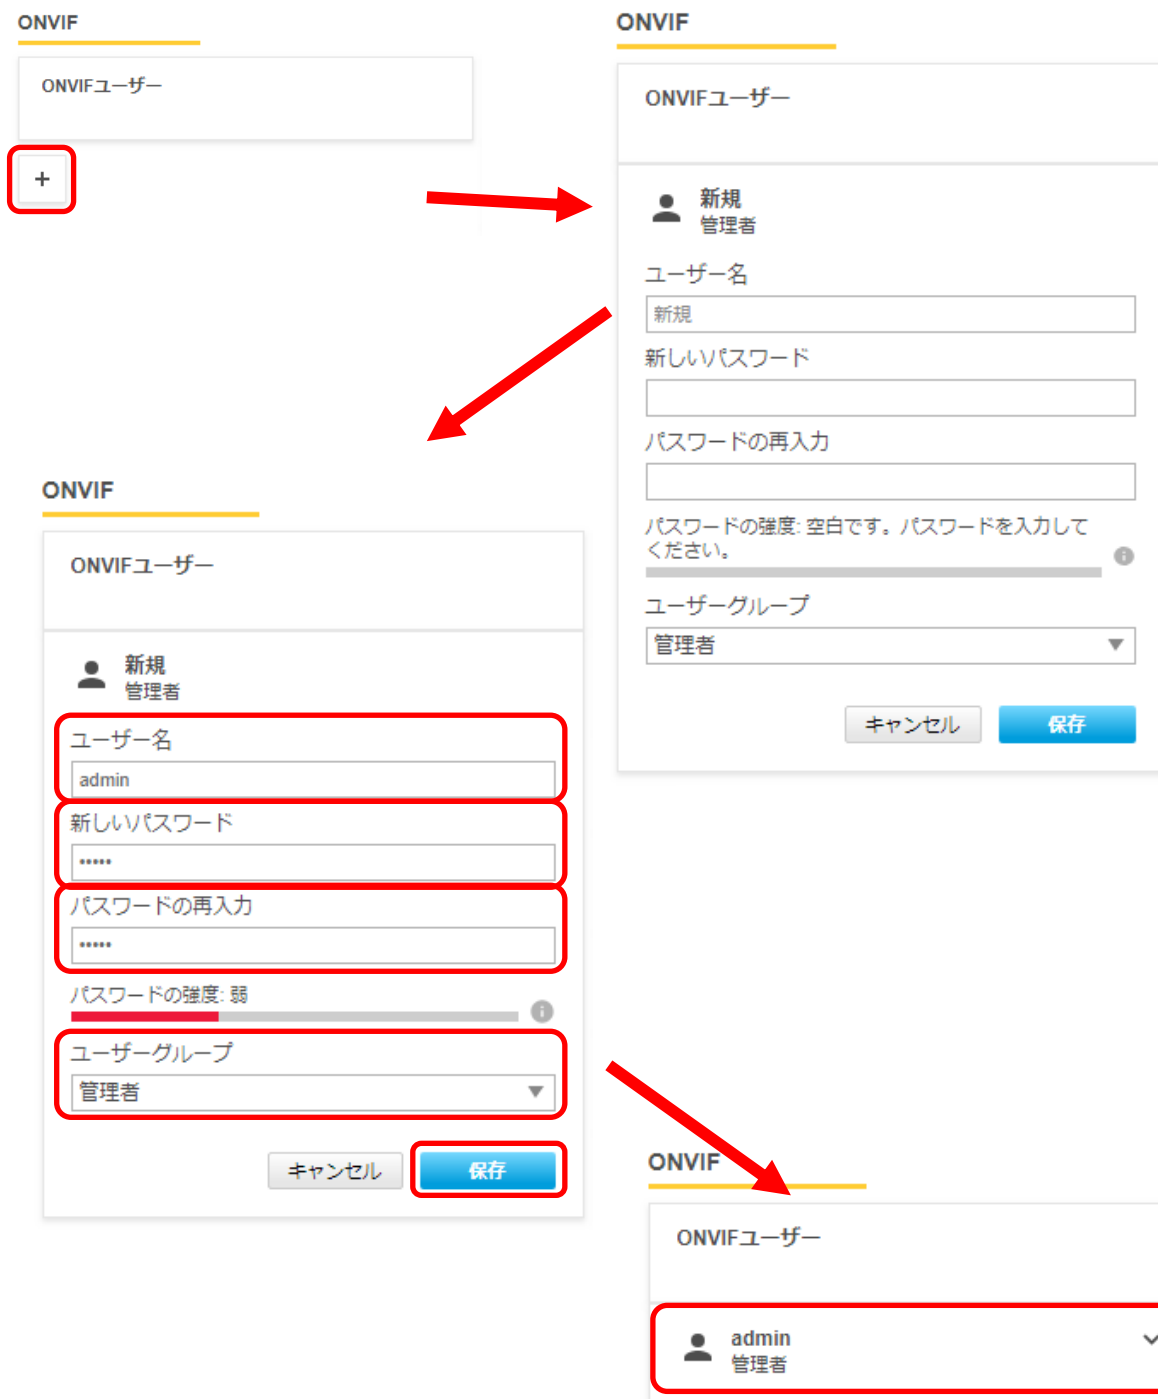 ONVIF
ONVIFユーザー
+
ONVIF
ONVIFユーザー
新規
管理者
ユーザー名
新規
新しいパスワード
パスワードの再入力
パスワードの強度: 空白です。パスワードを入力して
ください。
ユーザーグループ
管理者
キャンセル
保存
ONVIF
ONVIFユーザー
新規
管理者
ユーザー名
admin
新しいパスワード
•••••
パスワードの再入力
•••••
パスワードの強度: 弱
ユーザーグループ
管理者
キャンセル
保存
ONVIF
ONVIFユーザー
admin
管理者